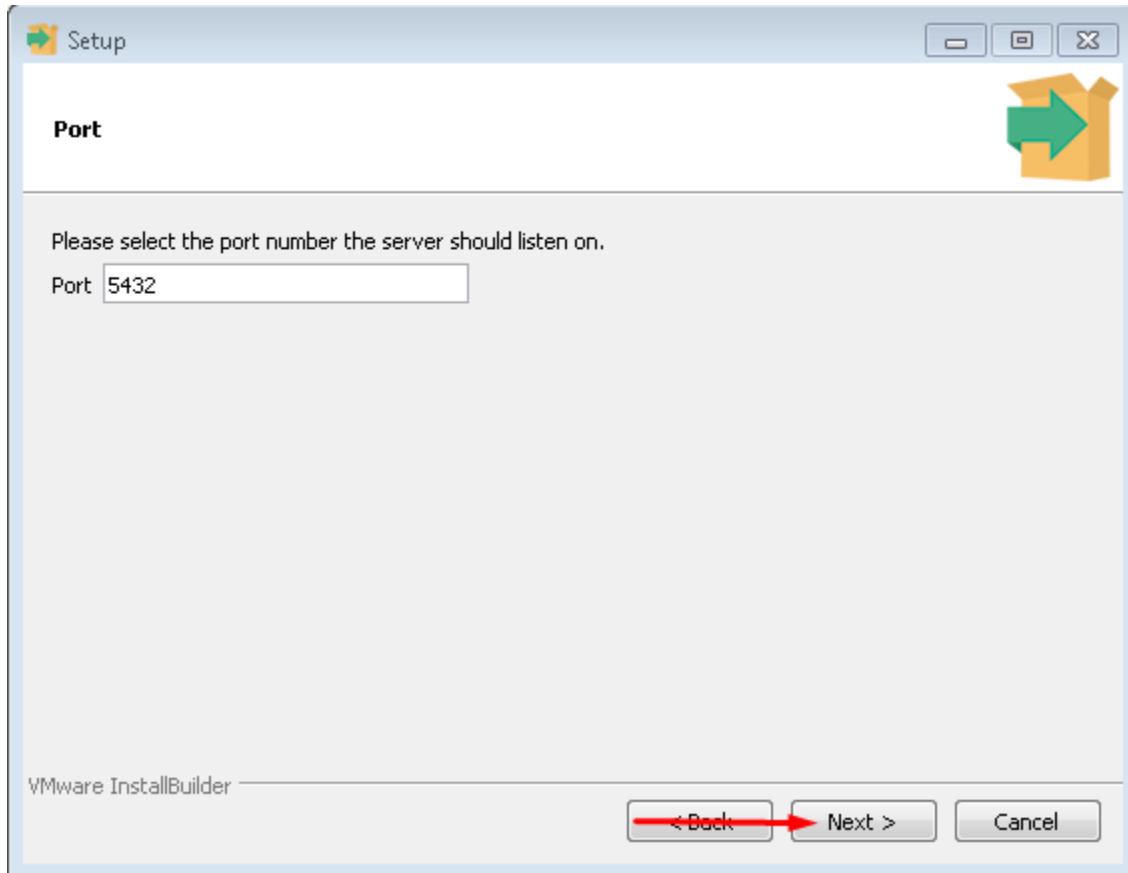 Setup
Port
Please select the port number the server should listen on.
Port 5432
VMware InstallBuilder
< Back Next > Cancel